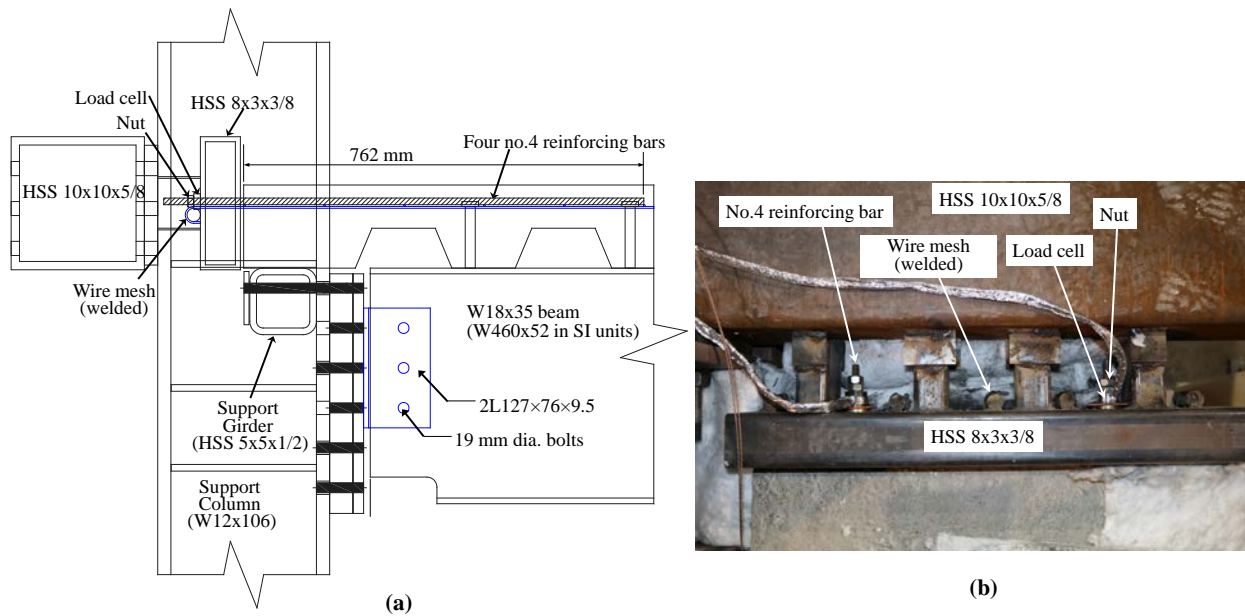 Load cell
HSS 8x3x3/8
Nut
Four no.4 reinforcing bars
762 mm
HSS 10x10x5/8
Wire mesh
(welded)
W18x35 beam
(W460x52 in SI units)
Support
Girder
(HSS 5x5x1/2)
2L127×76×9.5
19 mm dia. bolts
Support
Column
(W12x106)
(a)
HSS 10x10x5/8
No.4 reinforcing bar
Nut
Wire mesh
(welded)
Load cell
HSS 8x3x3/8
(b)